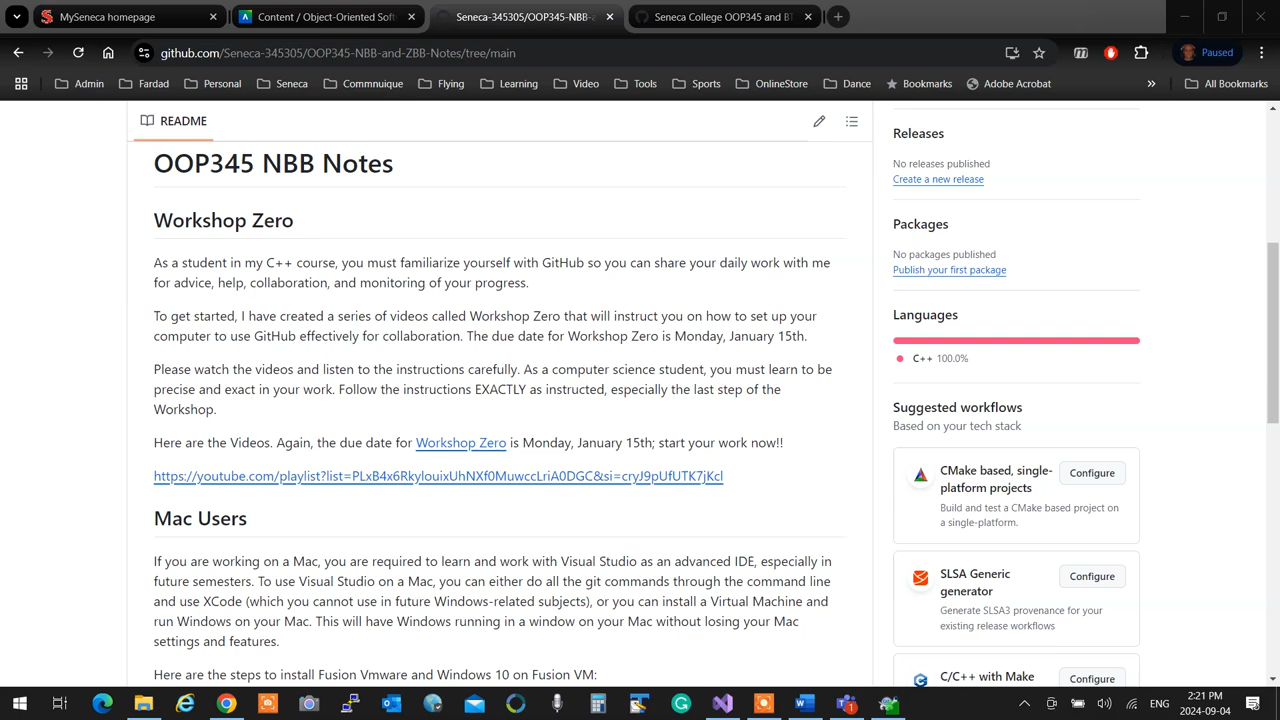 MySeneca homepage
Content / Object-Oriented Soft
Seneca-345305/OOP345-NBB-a
Seneca College OOP345 and BT
github.com/Seneca-345305/OOP345-NBB-and-ZBB-Notes/tree/main
Paused
Admin
Fardad
Personal
Seneca
Commnuique
Flying
Learning
Video
Tools
Sports
OnlineStore
Dance
Bookmarks
Adobe Acrobat
»
All Bookmarks
README
OOP345 NBB Notes
Workshop Zero
As a student in my C++ course, you must familiarize yourself with GitHub so you can share your daily work with me
for advice, help, collaboration, and monitoring of your progress.
To get started, I have created a series of videos called Workshop Zero that will instruct you on how to set up your
computer to use GitHub effectively for collaboration. The due date for Workshop Zero is Monday, January 15th.
Please watch the videos and listen to the instructions carefully. As a computer science student, you must learn to be
precise and exact in your work. Follow the instructions EXACTLY as instructed, especially the last step of the
Workshop.
Here are the Videos. Again, the due date for Workshop Zero is Monday, January 15th; start your work now!!
https://youtube.com/playlist?list=PLxB4x6RkylouixUhNXf0MuwccLriA0DGC&si=cryJ9pUfUTK7jKcl
Mac Users
If you are working on a Mac, you are required to learn and work with Visual Studio as an advanced IDE, especially in
future semesters. To use Visual Studio on a Mac, you can either do all the git commands through the command line
and use XCode (which you cannot use in future Windows-related subjects), or you can install a Virtual Machine and
run Windows on your Mac. This will have Windows running in a window on your Mac without losing your Mac
settings and features.
Here are the steps to install Fusion Vmware and Windows 10 on Fusion VM:
Releases
No releases published
Create a new release
Packages
No packages published
Publish your first package
Languages
C++ 100.0%
Suggested workflows
Based on your tech stack
CMake based, single-
platform projects
Configure
Build and test a CMake based project on
a single-platform.
SLSA Generic
generator
Configure
Generate SLSA3 provenance for your
existing release workflows
C/C++ with Make
Configure
ENG
2:21 PM
2024-09-04